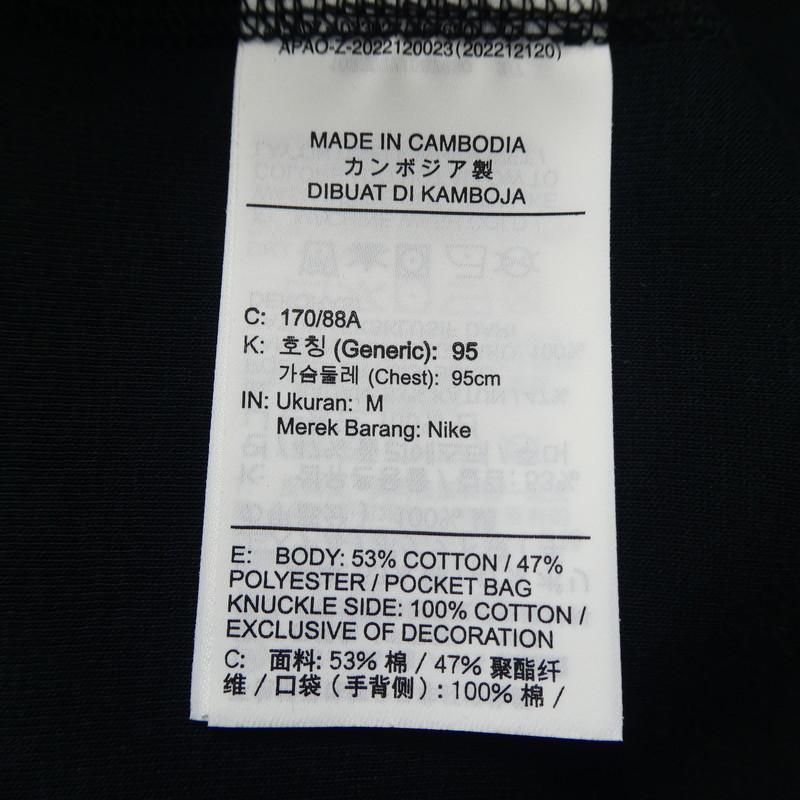 APAO-Z-2022120023(202212120)
MADE IN CAMBODIA
カンボジア製
DIBUAT DI KAMBOJA
C: 170/88A
K: 호칭 (Generic): 95
가슴둘레 (Chest): 95cm
IN: Ukuran: M
Merek Barang: Nike
E: BODY: 53% COTTON / 47%
POLYESTER / POCKET BAG
KNUCKLE SIDE: 100% COTTON /
EXCLUSIVE OF DECORATION
C: 面料: 53% 棉 / 47% 聚酯纤
维 / 口袋 (手背侧) : 100% 棉 /